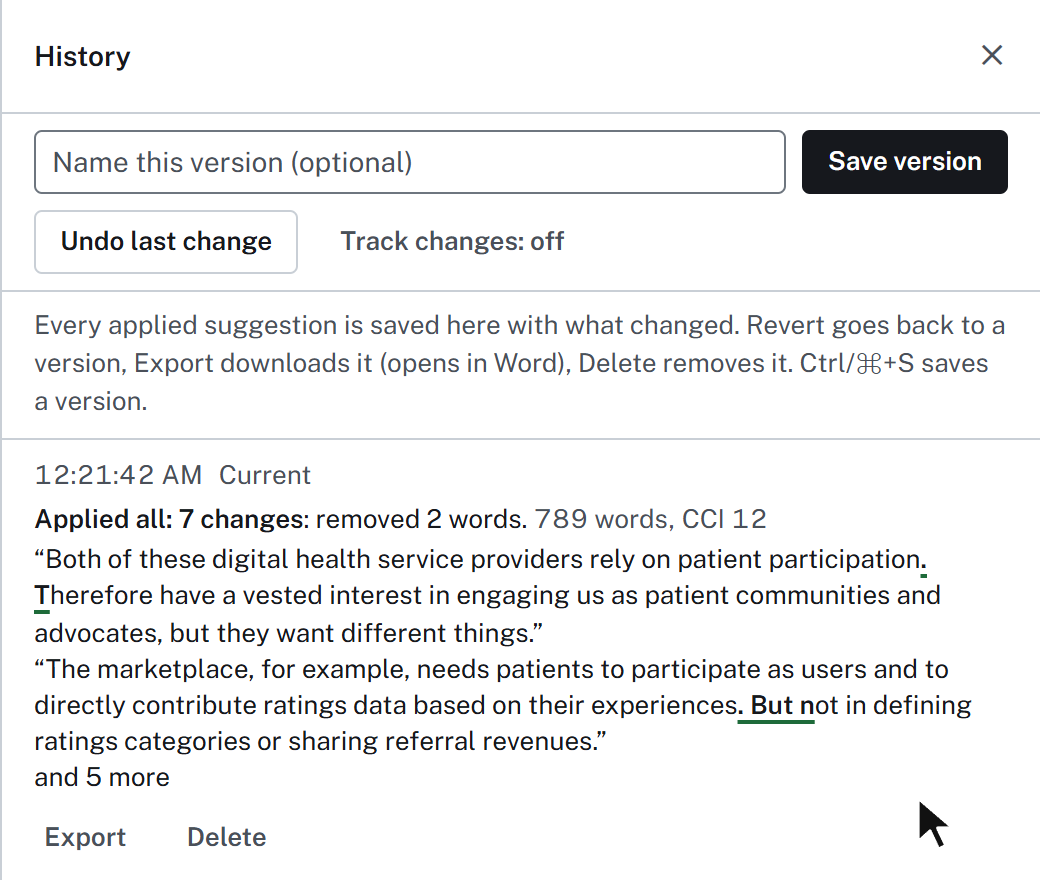 History
Name this version (optional)
Save version
Undo last change
Track changes: off
Every applied suggestion is saved here with what changed. Revert goes back to a
version, Export downloads it (opens in Word), Delete removes it. Ctrl/⌘+S saves
a version.
12:21:42 AM Current
Applied all: 7 changes: removed 2 words. 789 words, CCI 12
“Both of these digital health service providers rely on patient participation.
Therefore have a vested interest in engaging us as patient communities and
advocates, but they want different things.”
“The marketplace, for example, needs patients to participate as users and to
directly contribute ratings data based on their experiences. But not in defining
ratings categories or sharing referral revenues.”
and 5 more
Export
Delete